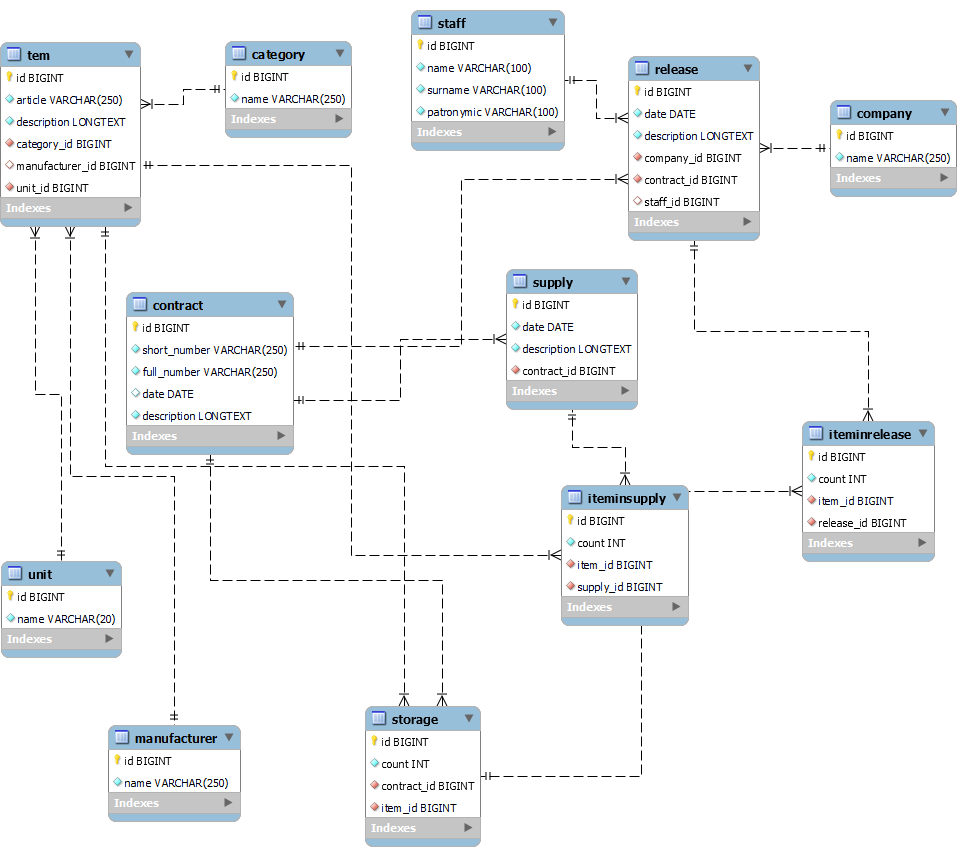 tem
id BIGINT
article VARCHAR(250)
description LONGTEXT
category_id BIGINT
manufacturer_id BIGINT
unit_id BIGINT
Indexes
category
id BIGINT
name VARCHAR(250)
Indexes
staff
id BIGINT
name VARCHAR(100)
surname VARCHAR(100)
patronymic VARCHAR(100)
Indexes
release
id BIGINT
date DATE
description LONGTEXT
company_id BIGINT
contract_id BIGINT
staff_id BIGINT
Indexes
company
id BIGINT
name VARCHAR(250)
Indexes
contract
id BIGINT
short_number VARCHAR(250)
full_number VARCHAR(250)
date DATE
description LONGTEXT
Indexes
supply
id BIGINT
date DATE
description LONGTEXT
contract_id BIGINT
Indexes
iteminrelease
id BIGINT
count INT
item_id BIGINT
release_id BIGINT
Indexes
iteminsupply
id BIGINT
count INT
item_id BIGINT
supply_id BIGINT
Indexes
unit
id BIGINT
name VARCHAR(20)
Indexes
manufacturer
id BIGINT
name VARCHAR(250)
Indexes
storage
id BIGINT
count INT
contract_id BIGINT
item_id BIGINT
Indexes